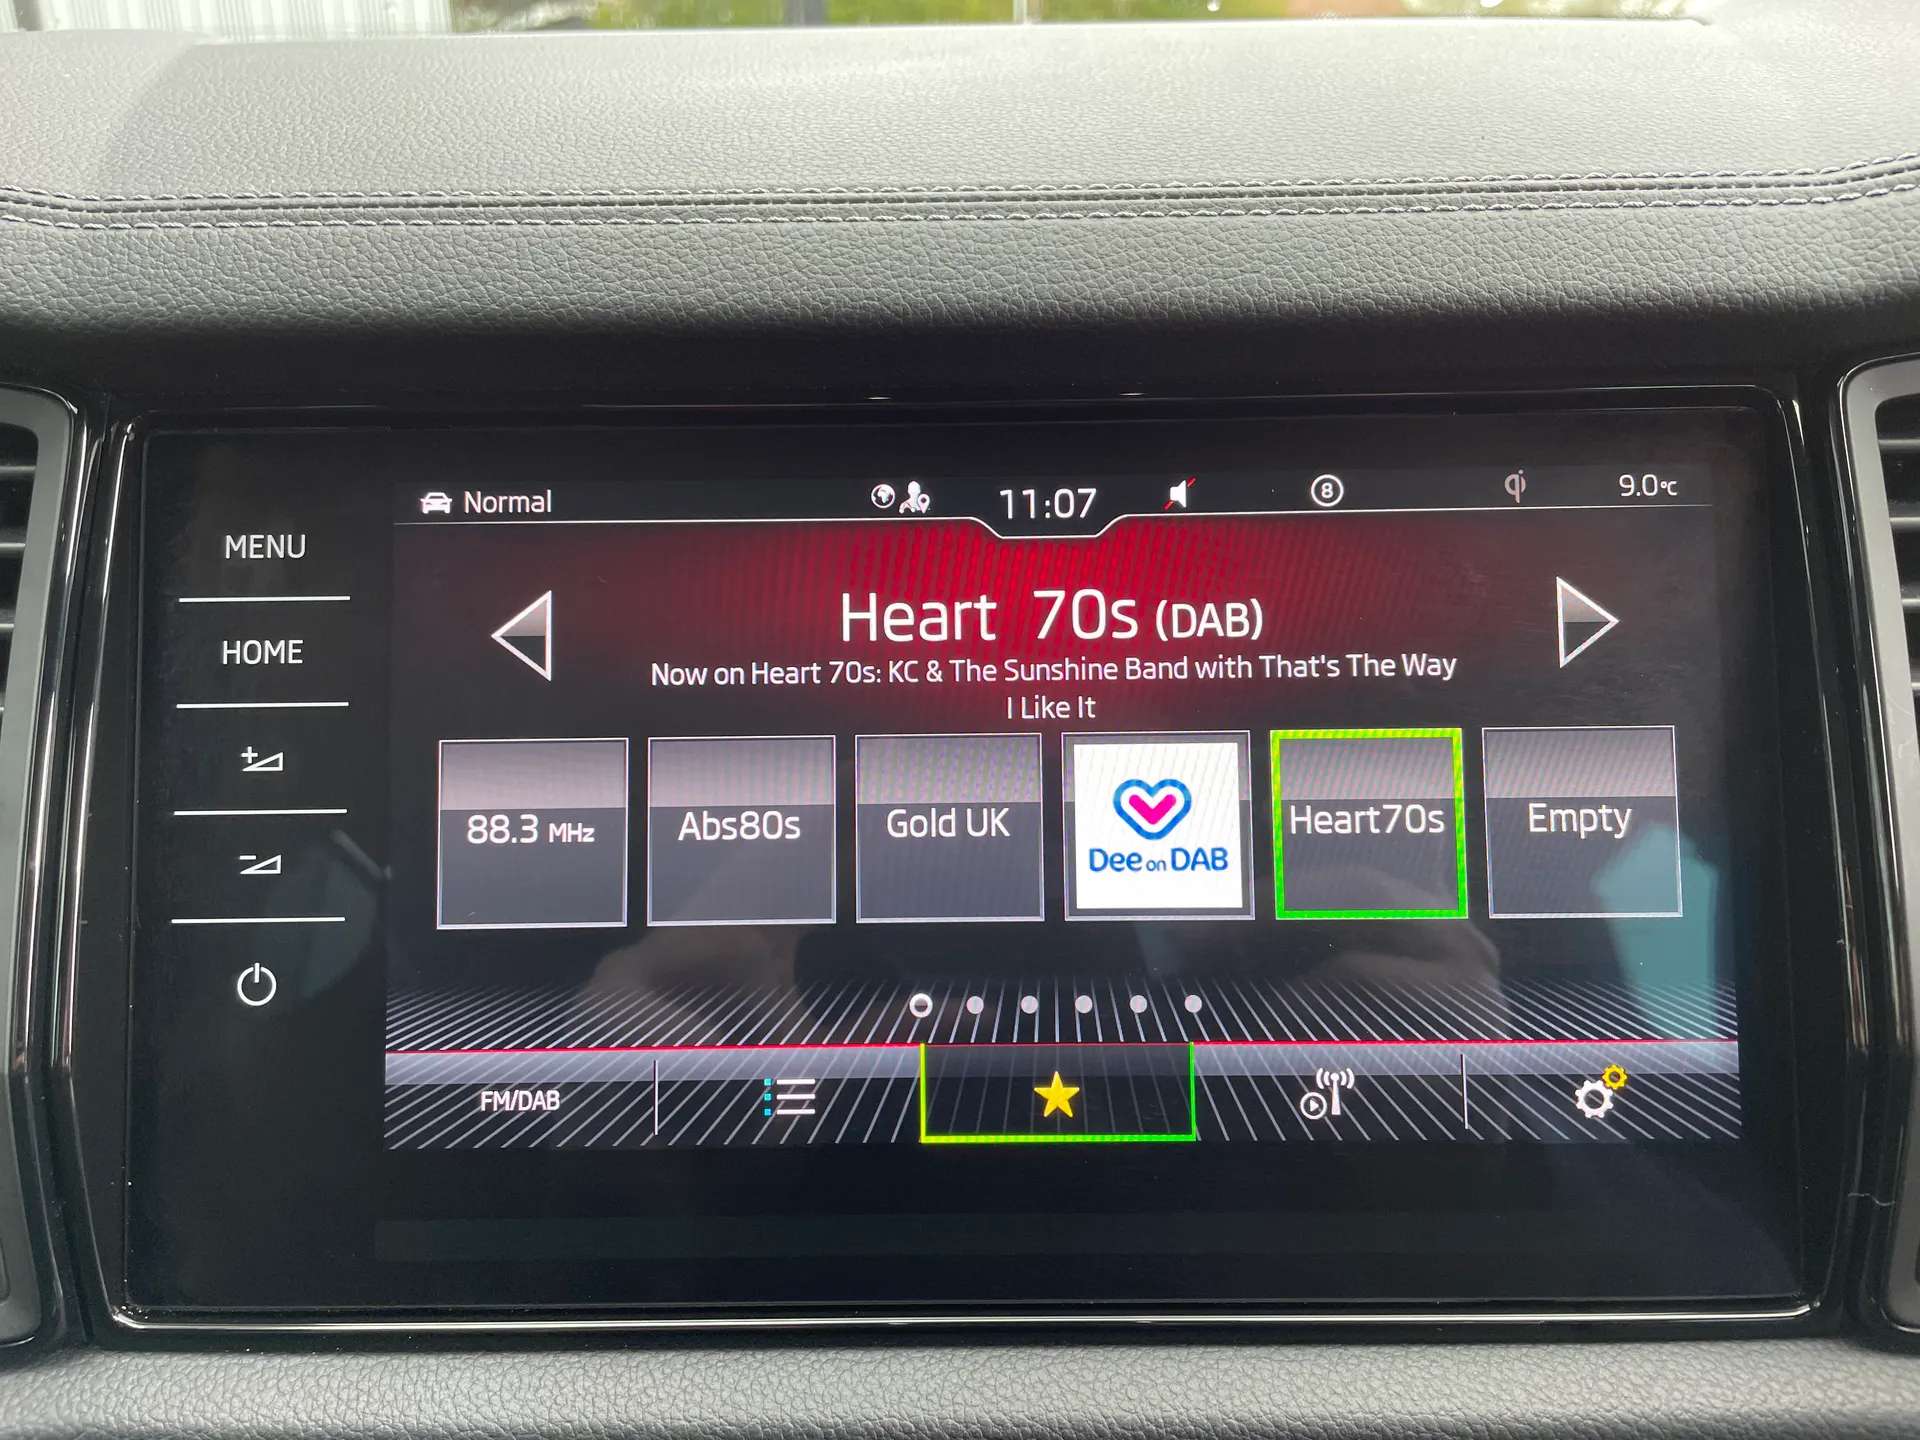 Normal
11:07
8
9.0°C
MENU
HOME
Heart 70s (DAB)
Now on Heart 70s: KC & The Sunshine Band with That's The Way
I Like It
88.3 MHz
Abs80s
Gold UK
Dee on DAB
Heart70s
Empty
FM/DAB